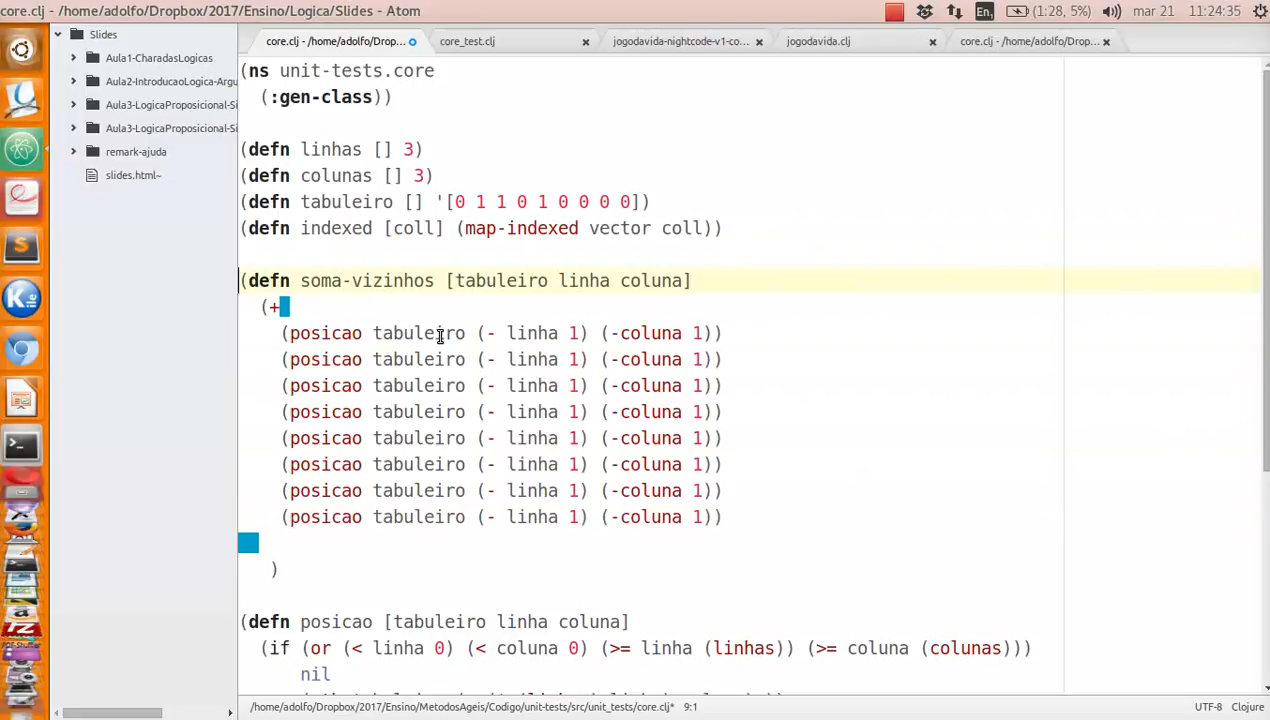 core.clj - /home/adolfo/Dropbox/2017/Ensino/Logica/Slides - Atom
En (1:28, 5%) mar 21 11:24:35
Slides
Aula1-CharadasLogicas
Aula2-IntroducaoLogica-Argu
Aula3-LogicaProposicional-Si
Aula3-LogicaProposicional-Si
remark-ajuda
slides.html~
core.clj - /home/adolfo/Drop...
core_test.clj
jogodavida-nightcode-v1-co...
jogodavida.clj
core.clj - /home/adolfo/Drop...
(ns unit-tests.core
(:gen-class))
(defn linhas [] 3)
(defn colunas [] 3)
(defn tabuleiro [] '[0 1 1 0 1 0 0 0 0])
(defn indexed [coll] (map-indexed vector coll))
(defn soma-vizinhos [tabuleiro linha coluna]
(+
(posicao tabuleiro (- linha 1) (-coluna 1))
(posicao tabuleiro (- linha 1) (-coluna 1))
(posicao tabuleiro (- linha 1) (-coluna 1))
(posicao tabuleiro (- linha 1) (-coluna 1))
(posicao tabuleiro (- linha 1) (-coluna 1))
(posicao tabuleiro (- linha 1) (-coluna 1))
(posicao tabuleiro (- linha 1) (-coluna 1))
(posicao tabuleiro (- linha 1) (-coluna 1))
)
(defn posicao [tabuleiro linha coluna]
(if (or (< linha 0) (< coluna 0) (>= linha (linhas)) (>= coluna (colunas)))
nil
/home/adolfo/Dropbox/2017/Ensino/MetodosAgeis/Codigo/unit-tests/src/unit_tests/core.clj* 9:1
UTF-8 Clojure